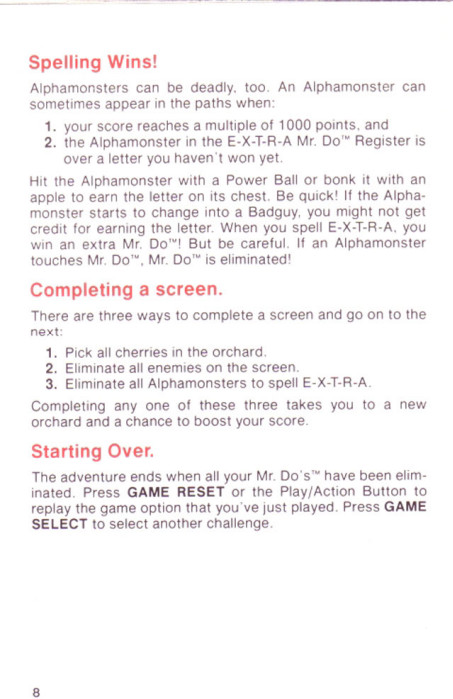 Spelling Wins!
Alphamonsters can be deadly, too. An Alphamonster can
sometimes appear in the paths when:
1. your score reaches a multiple of 1000 points, and
2. the Alphamonster in the E-X-T-R-A Mr. Do™ Register is
over a letter you haven't won yet.
Hit the Alphamonster with a Power Ball or bonk it with an
apple to earn the letter on its chest. Be quick! If the Alpha-
monster starts to change into a Badguy, you might not get
credit for earning the letter. When you spell E-X-T-R-A, you
win an extra Mr. Do™! But be careful. If an Alphamonster
touches Mr. Do™, Mr. Do™ is eliminated!
Completing a screen.
There are three ways to complete a screen and go on to the
next:
1. Pick all cherries in the orchard.
2. Eliminate all enemies on the screen.
3. Eliminate all Alphamonsters to spell E-X-T-R-A.
Completing any one of these three takes you to a new
orchard and a chance to boost your score.
Starting Over.
The adventure ends when all your Mr. Do's™ have been elim-
inated. Press GAME RESET or the Play/Action Button to
replay the game option that you've just played. Press GAME
SELECT to select another challenge.
8